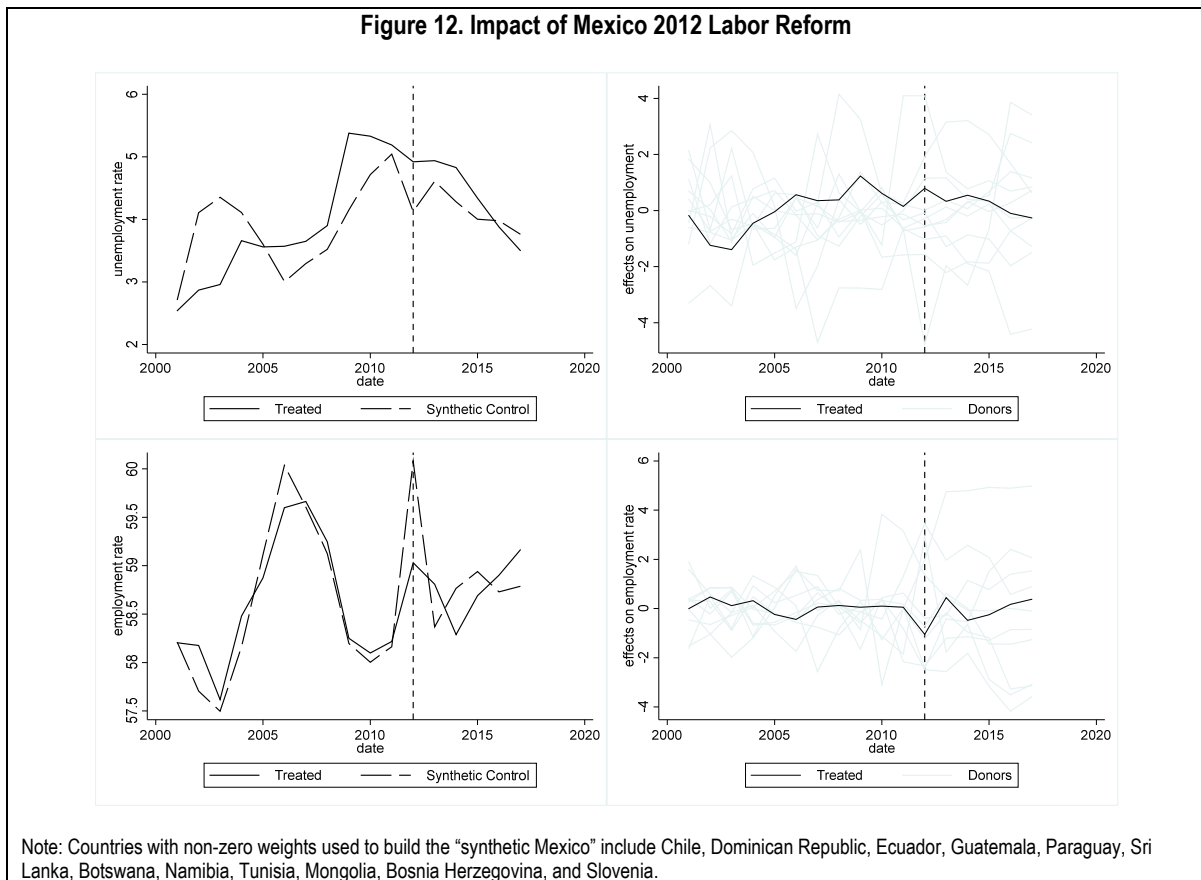 Figure 12. Impact of Mexico 2012 Labor Reform
unemployment rate
2 3 4 5 6
2000 2005 2010 2015 2020
date
Treated Synthetic Control
effects on unemployment
-4 -2 0 2 4
2000 2005 2010 2015 2020
date
Treated Donors
employment rate
57.5 58 58.5 59 59.5 60
2000 2005 2010 2015 2020
date
Treated Synthetic Control
effects on employment rate
-4 -2 0 2 4 6
2000 2005 2010 2015 2020
date
Treated Donors
Note: Countries with non-zero weights used to build the “synthetic Mexico” include Chile, Dominican Republic, Ecuador, Guatemala, Paraguay, Sri
Lanka, Botswana, Namibia, Tunisia, Mongolia, Bosnia Herzegovina, and Slovenia.